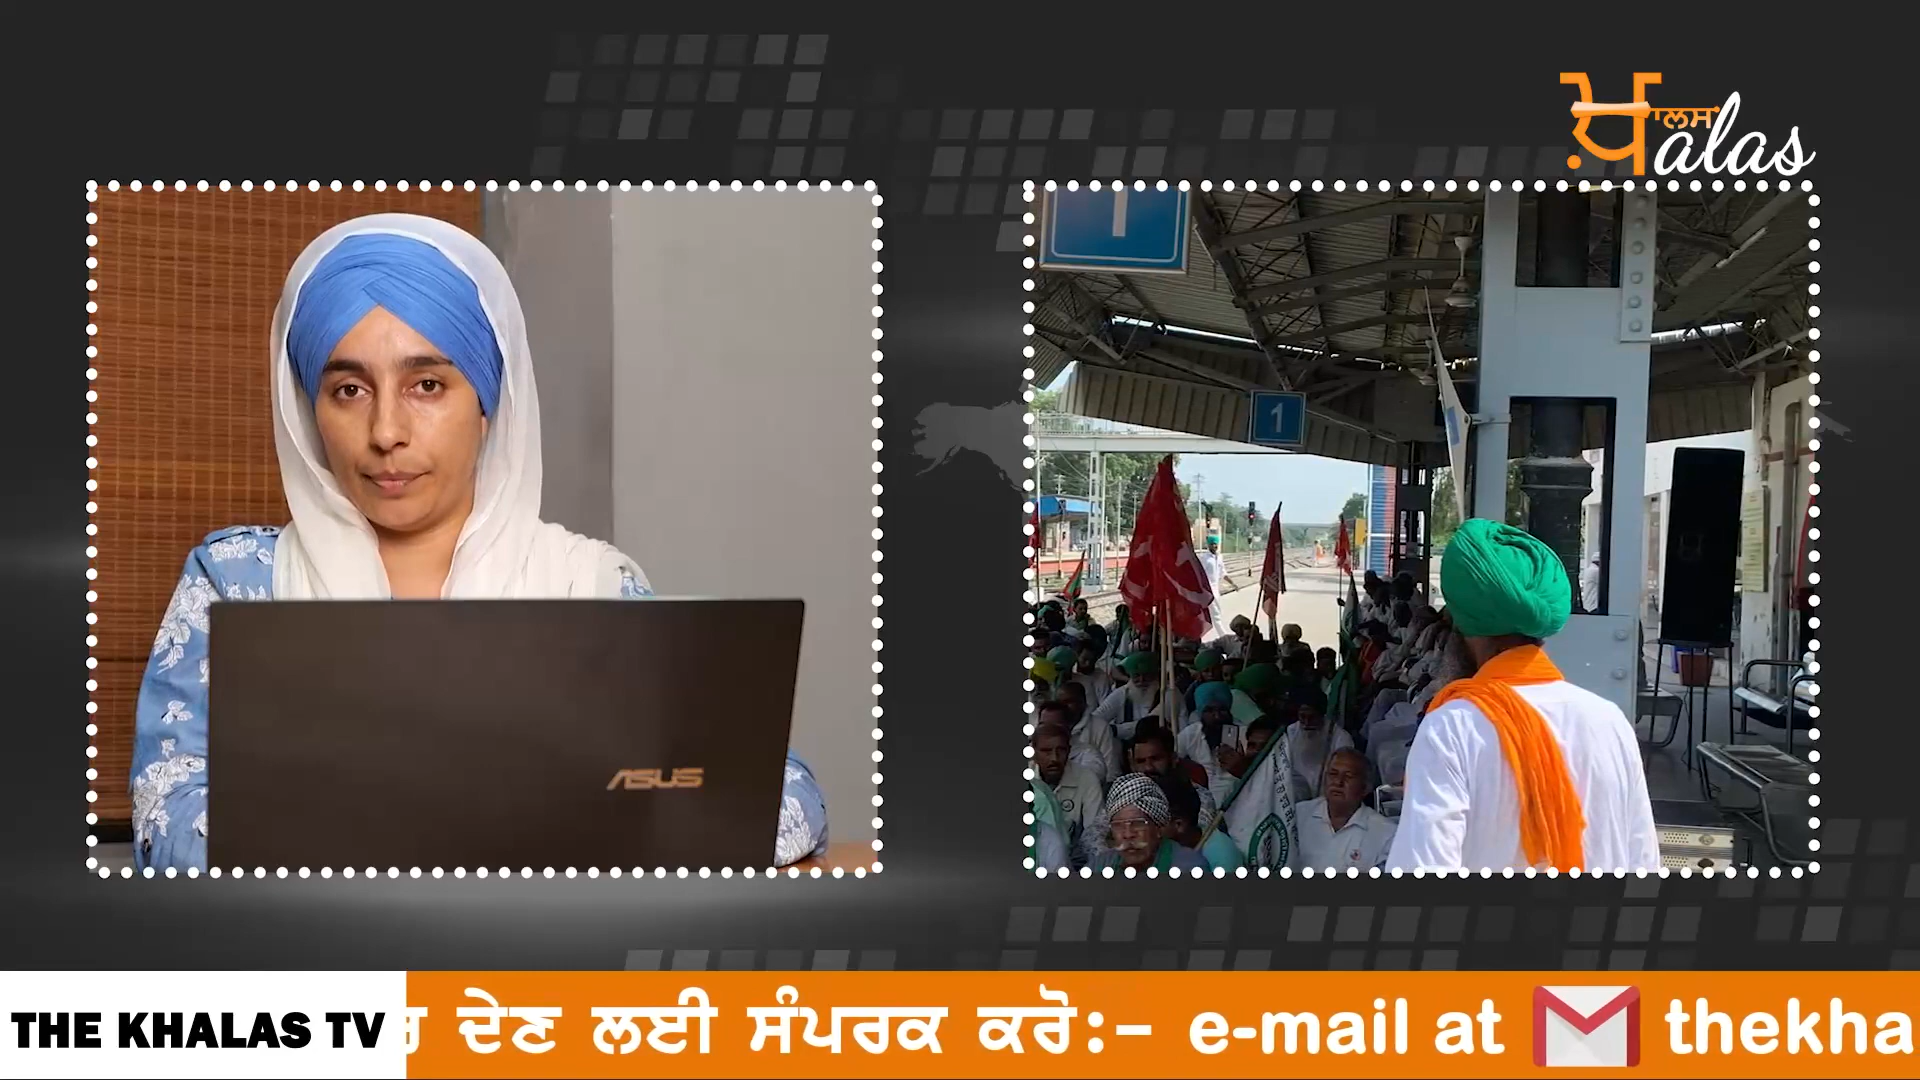 ਖਾਲਸ
alas
1
1
ASUS
THE KHALAS TV
ਦੇਣ ਲਈ ਸੰਪਰਕ ਕਰੋ:- e-mail at
thekha